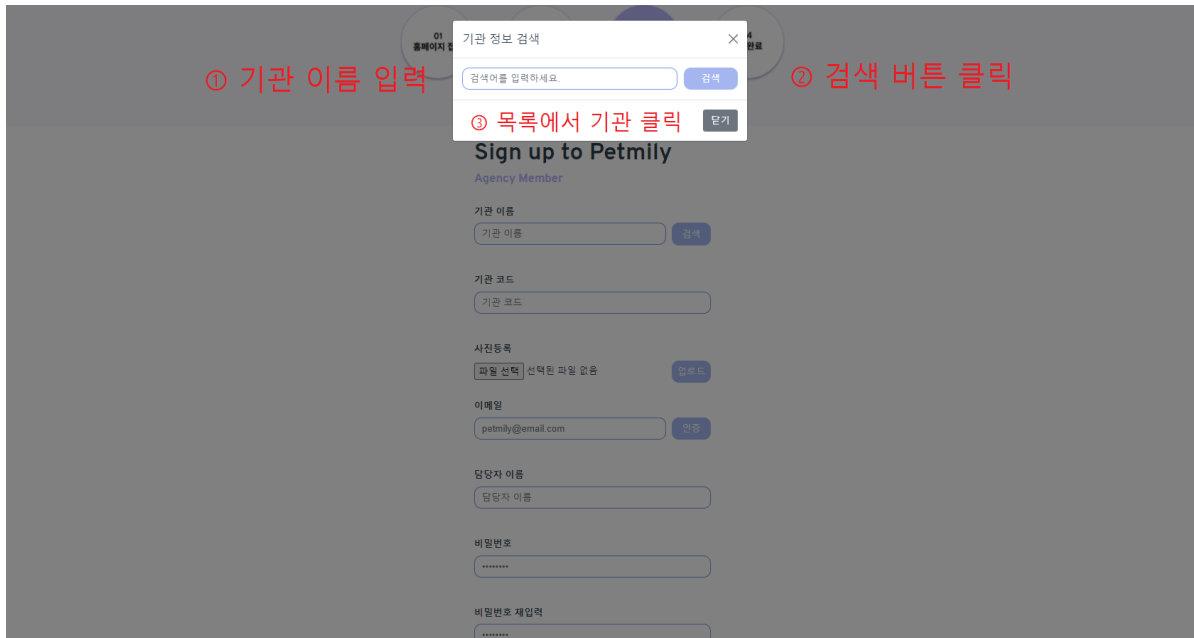 01
홈페이지 접
기관 정보 검색
4
완료
① 기관 이름 입력
검색어를 입력하세요.
검색
② 검색 버튼 클릭
③ 목록에서 기관 클릭
닫기
Sign up to Petmily
Agency Member
기관 이름
기관 이름
검색
기관 코드
기관 코드
사진등록
파일 선택 선택된 파일 없음
업로드
이메일
petmily@email.com
인증
담당자 이름
담당자 이름
비밀번호
••••••••
비밀번호 재입력
••••••••